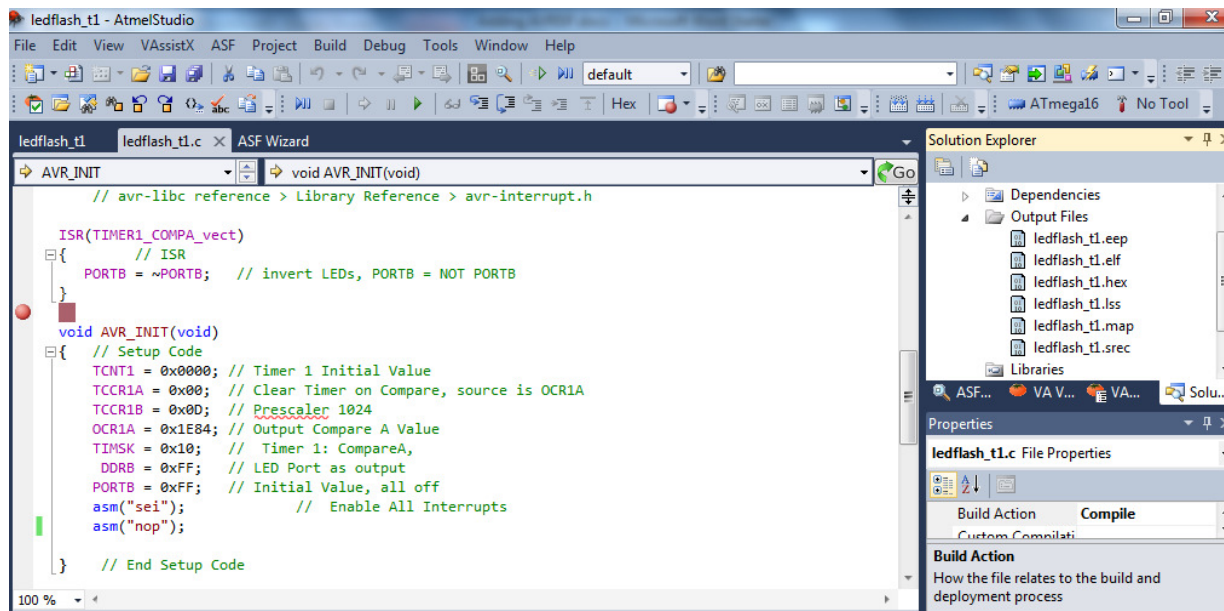 ledflash_t1 - AtmelStudio
File Edit View VAssistX ASF Project Build Debug Tools Window Help
default
Hex ATmega16 No Tool
ledflash_t1 ledflash_t1.c ASF Wizard
AVR_INIT void AVR_INIT(void) Go
// avr-libc reference > Library Reference > avr-interrupt.h
ISR(TIMER1_COMPA_vect)
{ // ISR
PORTB = ~PORTB; // invert LEDs, PORTB = NOT PORTB
}
void AVR_INIT(void)
{ // Setup Code
TCNT1 = 0x0000; // Timer 1 Initial Value
TCCR1A = 0x00; // Clear Timer on Compare, source is OCR1A
TCCR1B = 0x0D; // Prescaler 1024
OCR1A = 0x1E84; // Output Compare A Value
TIMSK = 0x10; // Timer 1: CompareA,
DDRB = 0xFF; // LED Port as output
PORTB = 0xFF; // Initial Value, all off
asm("sei"); // Enable All Interrupts
asm("nop");
} // End Setup Code
100 %
Solution Explorer
Dependencies
Output Files
ledflash_t1.eep
ledflash_t1.elf
ledflash_t1.hex
ledflash_t1.lss
ledflash_t1.map
ledflash_t1.srec
Libraries
ASF... VA V... VA... Solu...
Properties
ledflash_t1.c File Properties
Build Action Compile
Custom Compilati
Build Action
How the file relates to the build and
deployment process